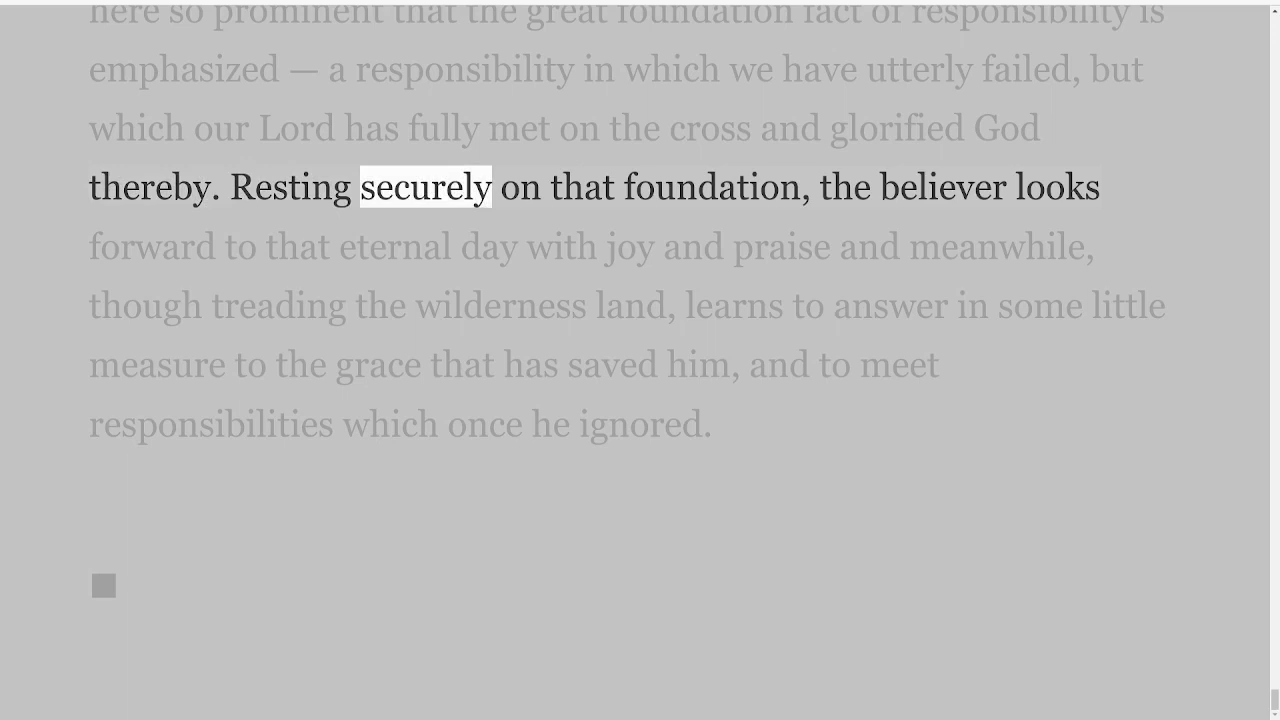 here so prominent that the great foundation fact of responsibility is
emphasized — a responsibility in which we have utterly failed, but
which our Lord has fully met on the cross and glorified God
thereby. Resting securely on that foundation, the believer looks
forward to that eternal day with joy and praise and meanwhile,
though treading the wilderness land, learns to answer in some little
measure to the grace that has saved him, and to meet
responsibilities which once he ignored.